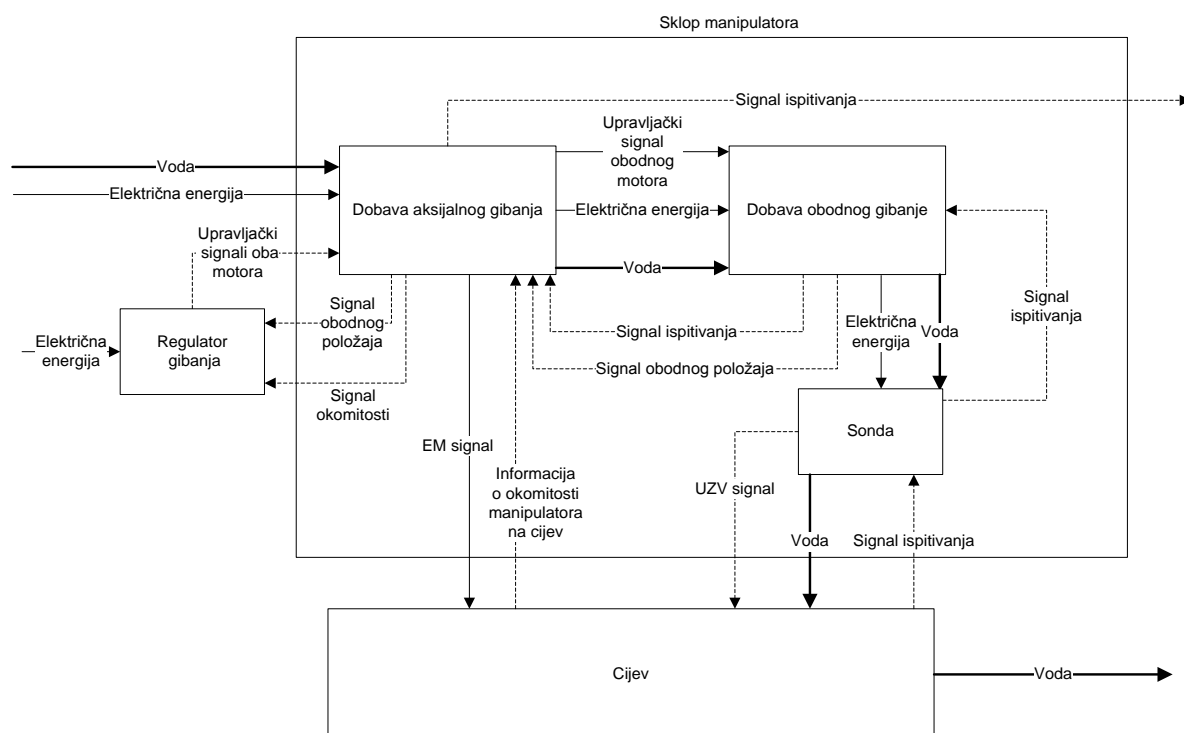 Sklop manipulatora
Signal ispitivanja
Upravljački
signal
obodnog
motora
Voda
Električna energija
Dobava aksijalnog gibanja
Električna energija
Dobava obodnog gibanje
Upravljački
signali oba
motora
Voda
Signal
obodnog
položaja
Signal ispitivanja
Električna
energija
Voda
Signal
ispitivanja
Električna
energija
Regulator
gibanja
Signal obodnog položaja
Signal
okomitosti
Sonda
EM signal
Informacija
o okomitosti
manipulatora
na cijev
UZV signal
Voda
Signal ispitivanja
Cijev
Voda